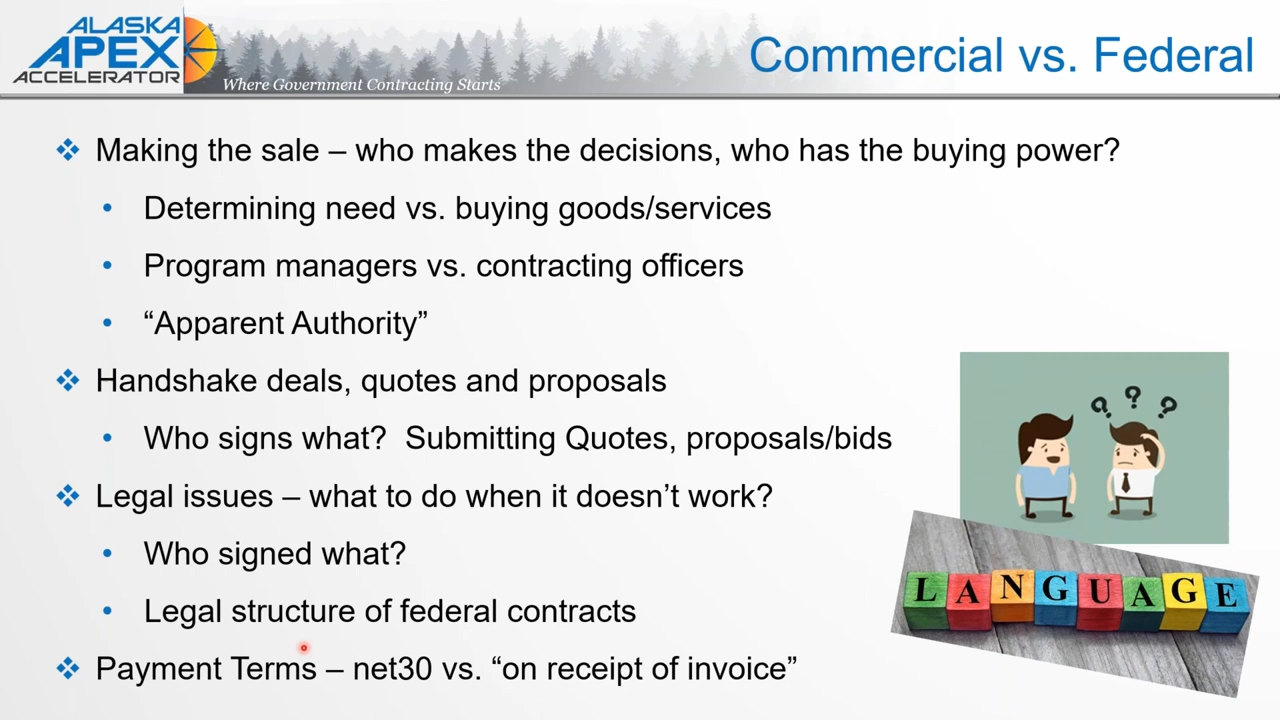 ALASKA
APEX
ACCELERATOR
Where Government Contracting Starts
Commercial vs. Federal
❖ Making the sale – who makes the decisions, who has the buying power?
• Determining need vs. buying goods/services
• Program managers vs. contracting officers
• “Apparent Authority”
❖ Handshake deals, quotes and proposals
• Who signs what?  Submitting Quotes, proposals/bids
❖ Legal issues – what to do when it doesn’t work?
• Who signed what?
• Legal structure of federal contracts
❖ Payment Terms – net30 vs. “on receipt of invoice”
? ? ?
LANGUAGE